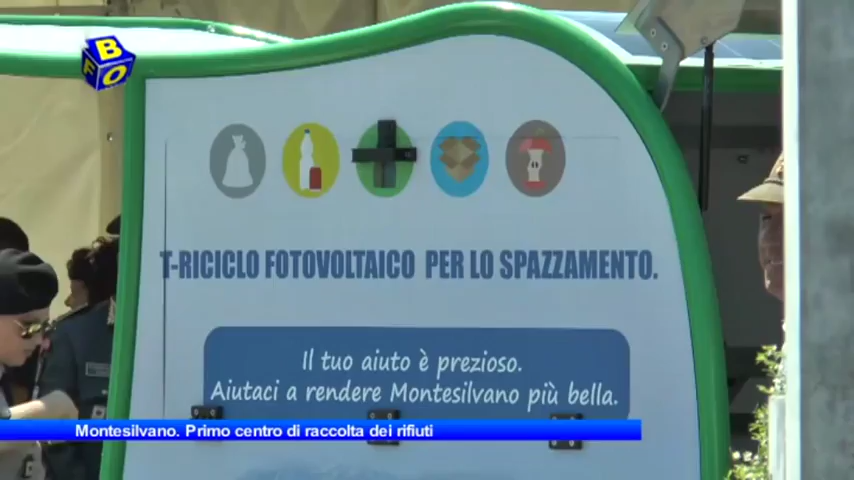 B
F O
T-RICICLO FOTOVOLTAICO PER LO SPAZZAMENTO.
Il tuo aiuto è prezioso.
Aiutaci a rendere Montesilvano più bella.
Montesilvano. Primo centro di raccolta dei rifiuti